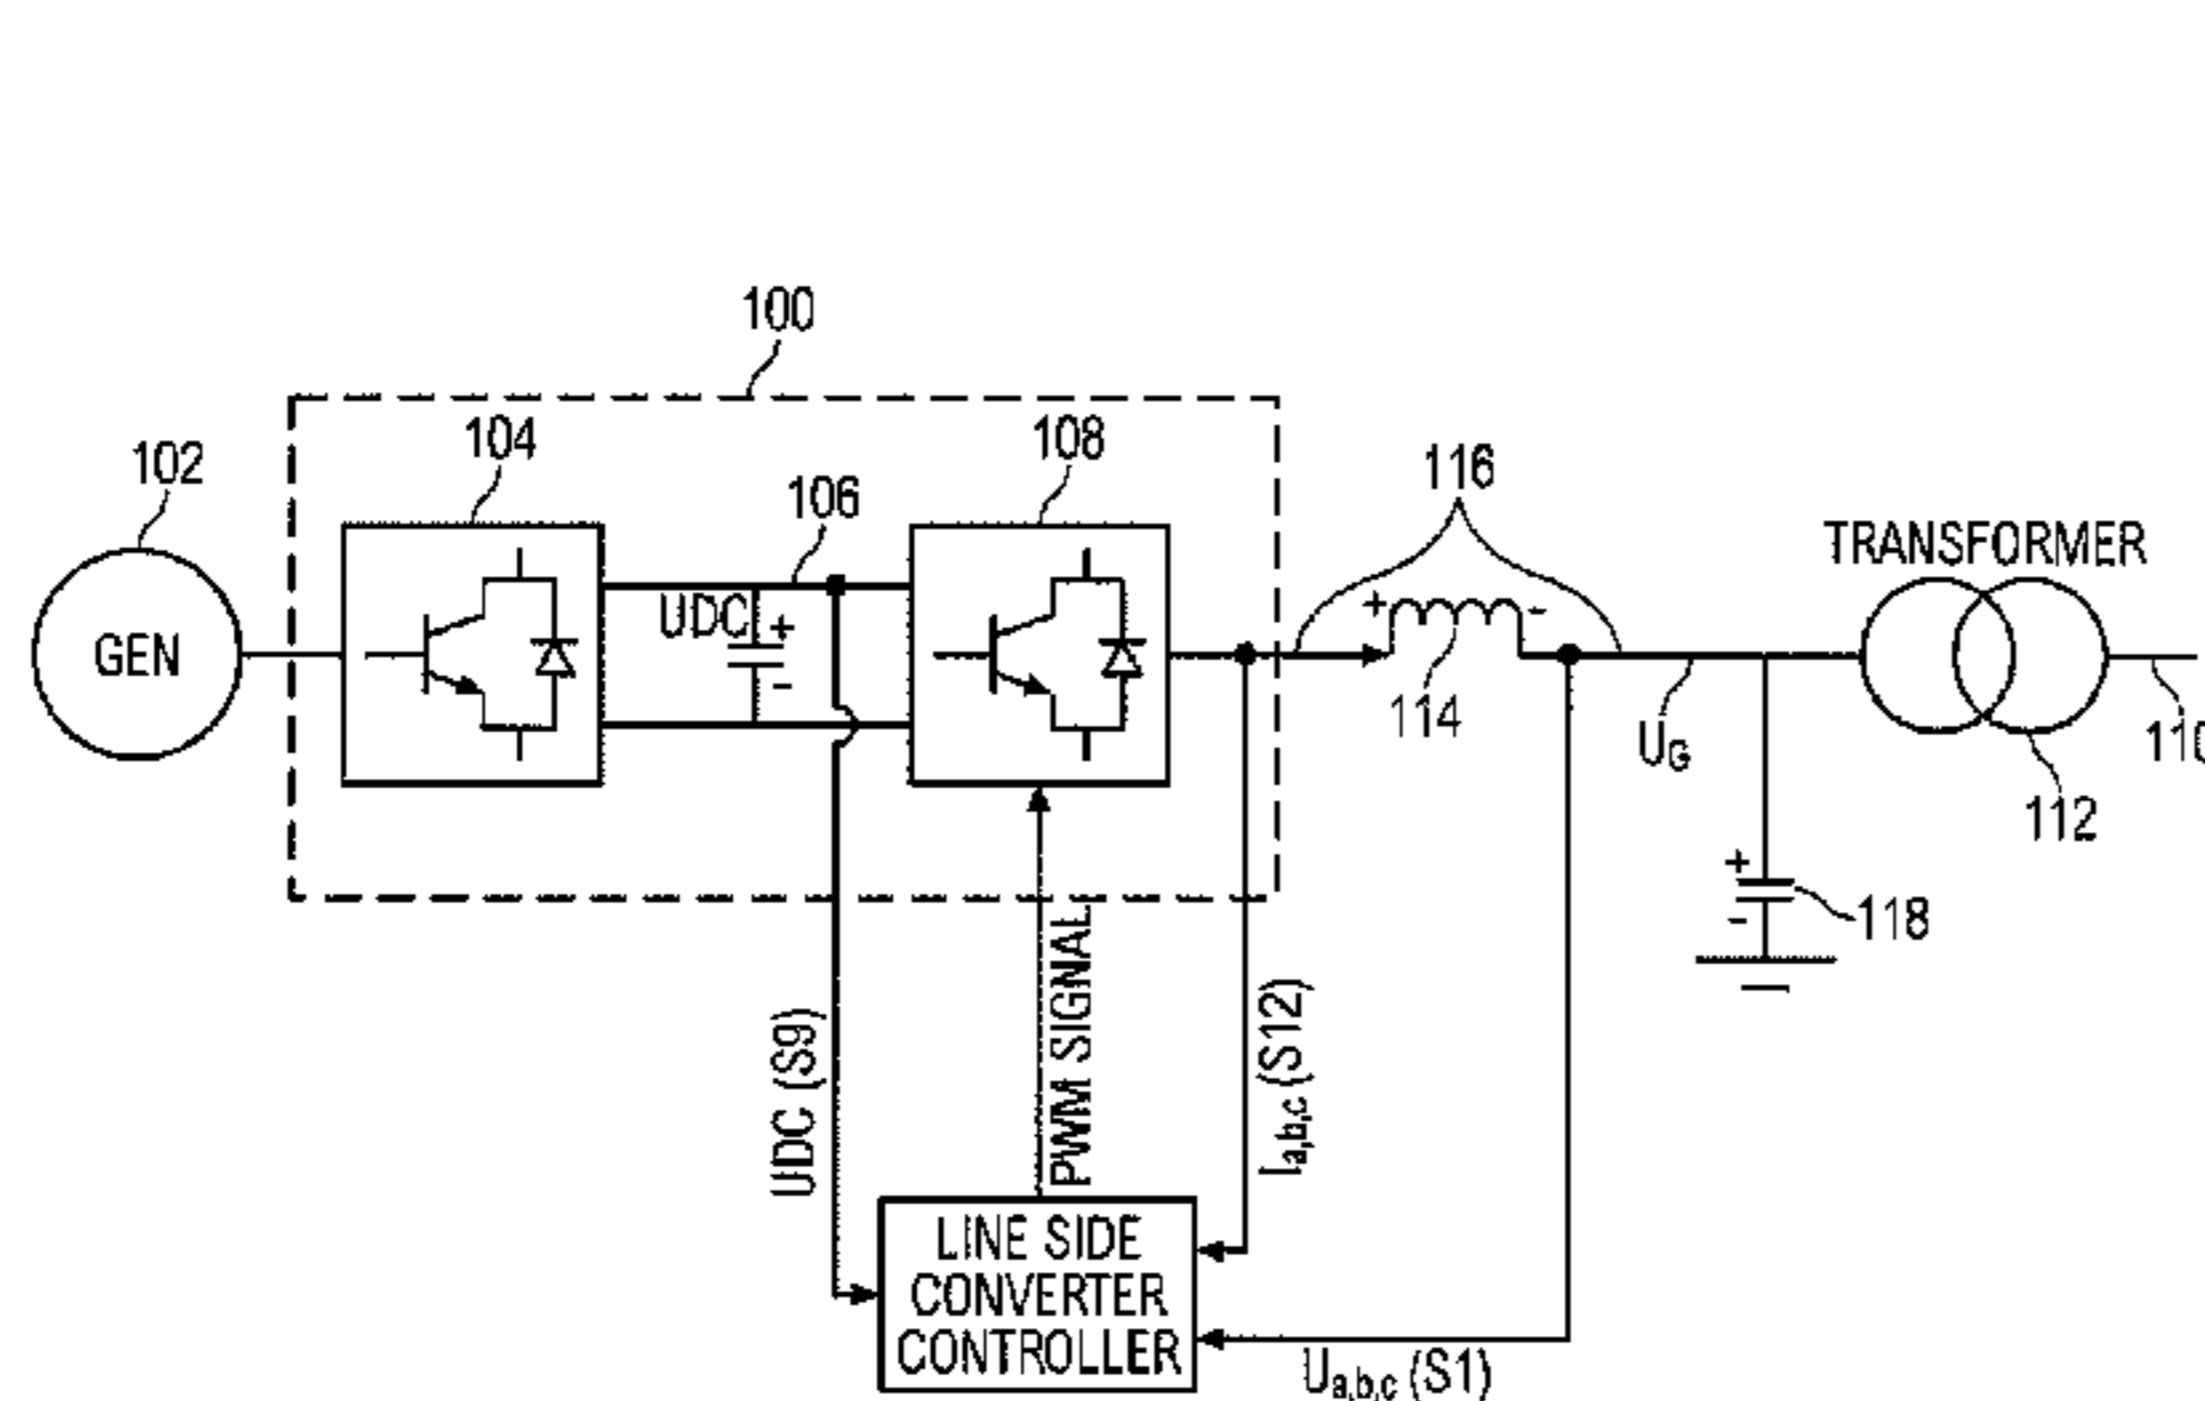 100
104
108
102
106
116
TRANSFORMER
+
-
UDC
+
-
GEN
114
UG
110
112
+
-
118
UDC (S9)
PWM SIGNAL
Ia,b,c (S12)
LINE SIDE
CONVERTER
CONTROLLER
Ua,b,c (S1)